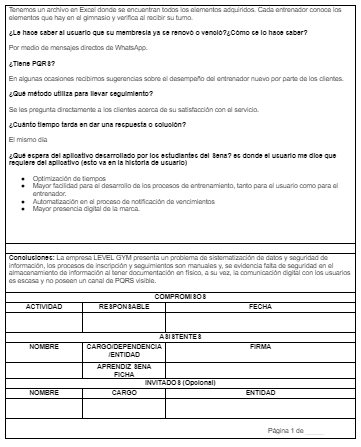 Tenemos un archivo en Excel donde se encuentran todos los elementos adquiridos. Cada entrenador conoce los
elementos que hay en el gimnasio y verifica al recibir su turno.
¿Le hace saber al usuario que su membresía ya se renovó o venció?¿Cómo se lo hace saber?
Por medio de mensajes directos de WhatsApp.
¿Tiene PQRS?
En algunas ocasiones recibimos sugerencias sobre el desempeño del entrenador nuevo por parte de los clientes.
¿Qué método utiliza para llevar seguimiento?
Se les pregunta directamente a los clientes acerca de su satisfacción con el servicio.
¿Cuánto tiempo tarda en dar una respuesta o solución?
El mismo día
¿Qué espera del aplicativo desarrollado por los estudiantes del Sena? es donde el usuario me dice que
requiere del aplicativo (esto va en la historia de usuario)
● Optimización de tiempos
● Mayor facilidad para el desarrollo de los procesos de entrenamiento, tanto para el usuario como para el
entrenador.
● Automatización en el proceso de notificación de vencimientos
● Mayor presencia digital de la marca.
Conclusiones: La empresa LEVEL GYM presenta un problema de sistematización de datos y seguridad de
información, los procesos de inscripción y seguimientos son manuales y, se evidencia falta de seguridad en el
almacenamiento de información al tener documentación en físico, a su vez, la comunicación digital con los usuarios
es escasa y no poseen un canal de PQRS visible.
COMPROMISOS
ACTIVIDAD RESPONSABLE FECHA
ASISTENTES
NOMBRE CARGO/DEPENDENCIA FIRMA
/ENTIDAD
APRENDIZ SENA
FICHA
INVITADOS (Opcional)
NOMBRE CARGO ENTIDAD
Página 1 de